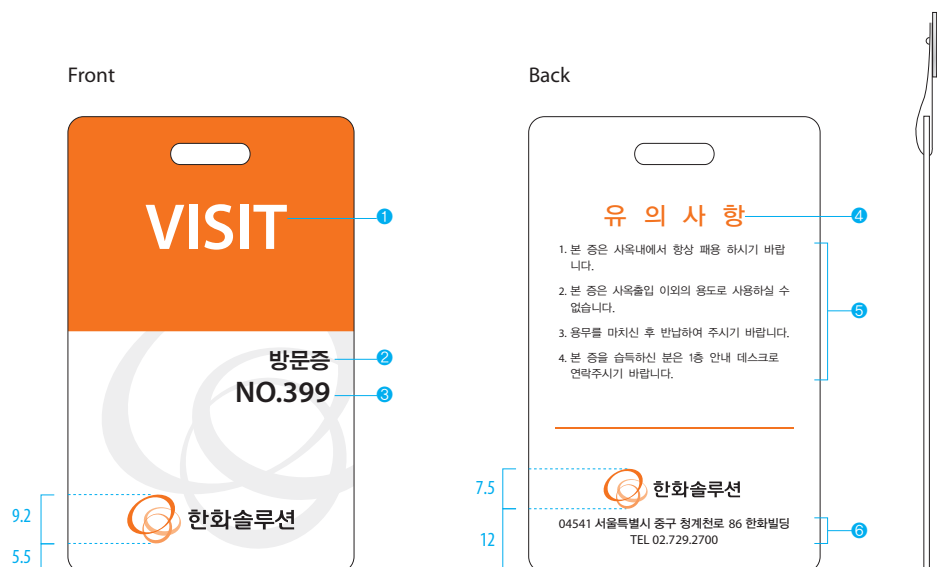 Front
VISIT
1
방문증
2
NO.399
3
한화솔루션
9.2
5.5
Back
유 의 사 항
4
1. 본 증은 사옥내에서 항상 패용 하시기 바랍
니다.
2. 본 증은 사옥출입 이외의 용도로 사용하실 수
없습니다.
3. 용무를 마치신 후 반납하여 주시기 바랍니다.
4. 본 증을 습득하신 분은 1층 안내 데스크로
연락주시기 바랍니다.
5
한화솔루션
7.5
12
04541 서울특별시 중구 청계천로 86 한화빌딩
TEL 02.729.2700
6